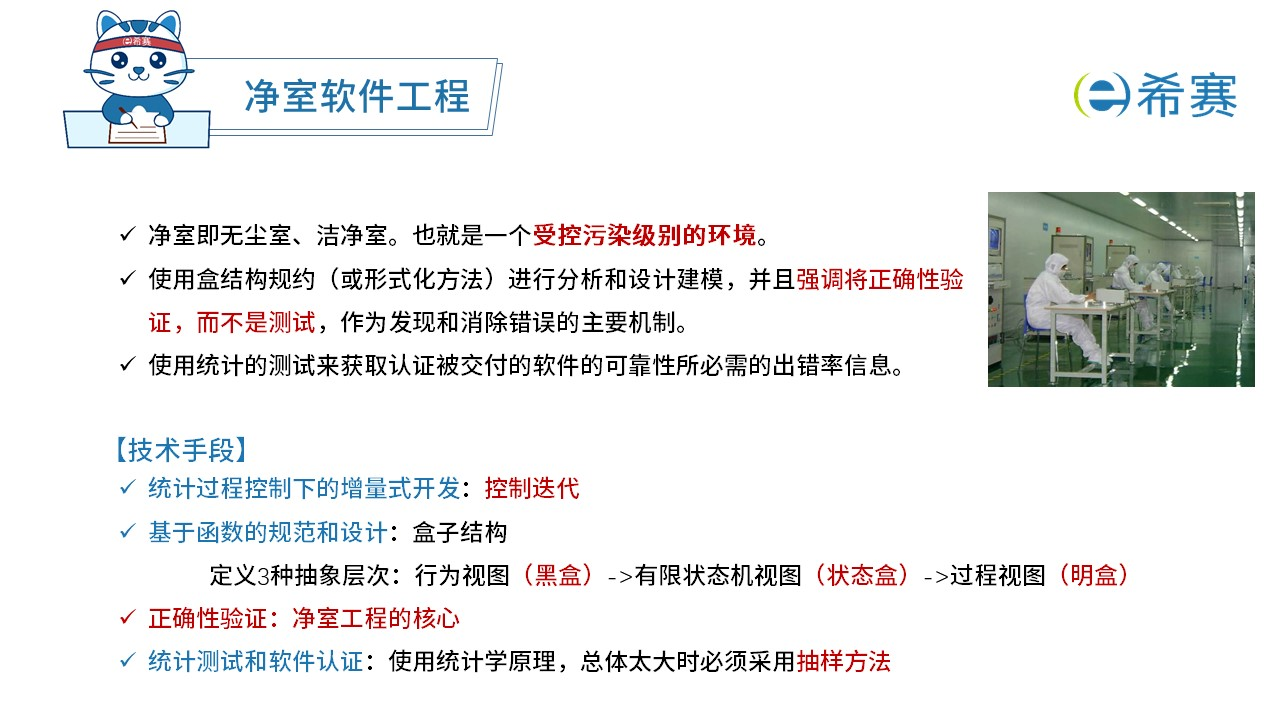 希赛
净室软件工程
希赛
净室即无尘室、洁净室。也就是一个受控污染级别的环境。
使用盒结构规约（或形式化方法）进行分析和设计建模，并且强调将正确性验
证，而不是测试，作为发现和消除错误的主要机制。
使用统计的测试来获取认证被交付的软件的可靠性所必需的出错率信息。
【技术手段】
统计过程控制下的增量式开发：控制迭代
基于函数的规范和设计：盒子结构
定义3种抽象层次：行为视图（黑盒）->有限状态机视图（状态盒）->过程视图（明盒）
正确性验证：净室工程的核心
统计测试和软件认证：使用统计学原理，总体太大时必须采用抽样方法